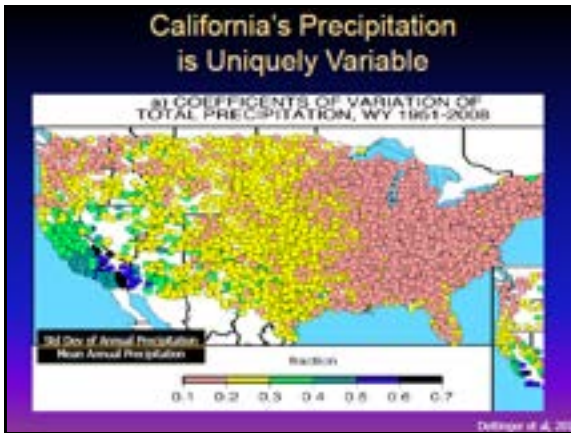 California's Precipitation
is Uniquely Variable
a) COEFFICENTS OF VARIATION OF
TOTAL PRECIPITATION, WY 1951-2008
Std Dev of Annual Precipitation
Mean Annual Precipitation
fraction
0.1 0.2 0.3 0.4 0.5 0.6 0.7
Dettinger et al,